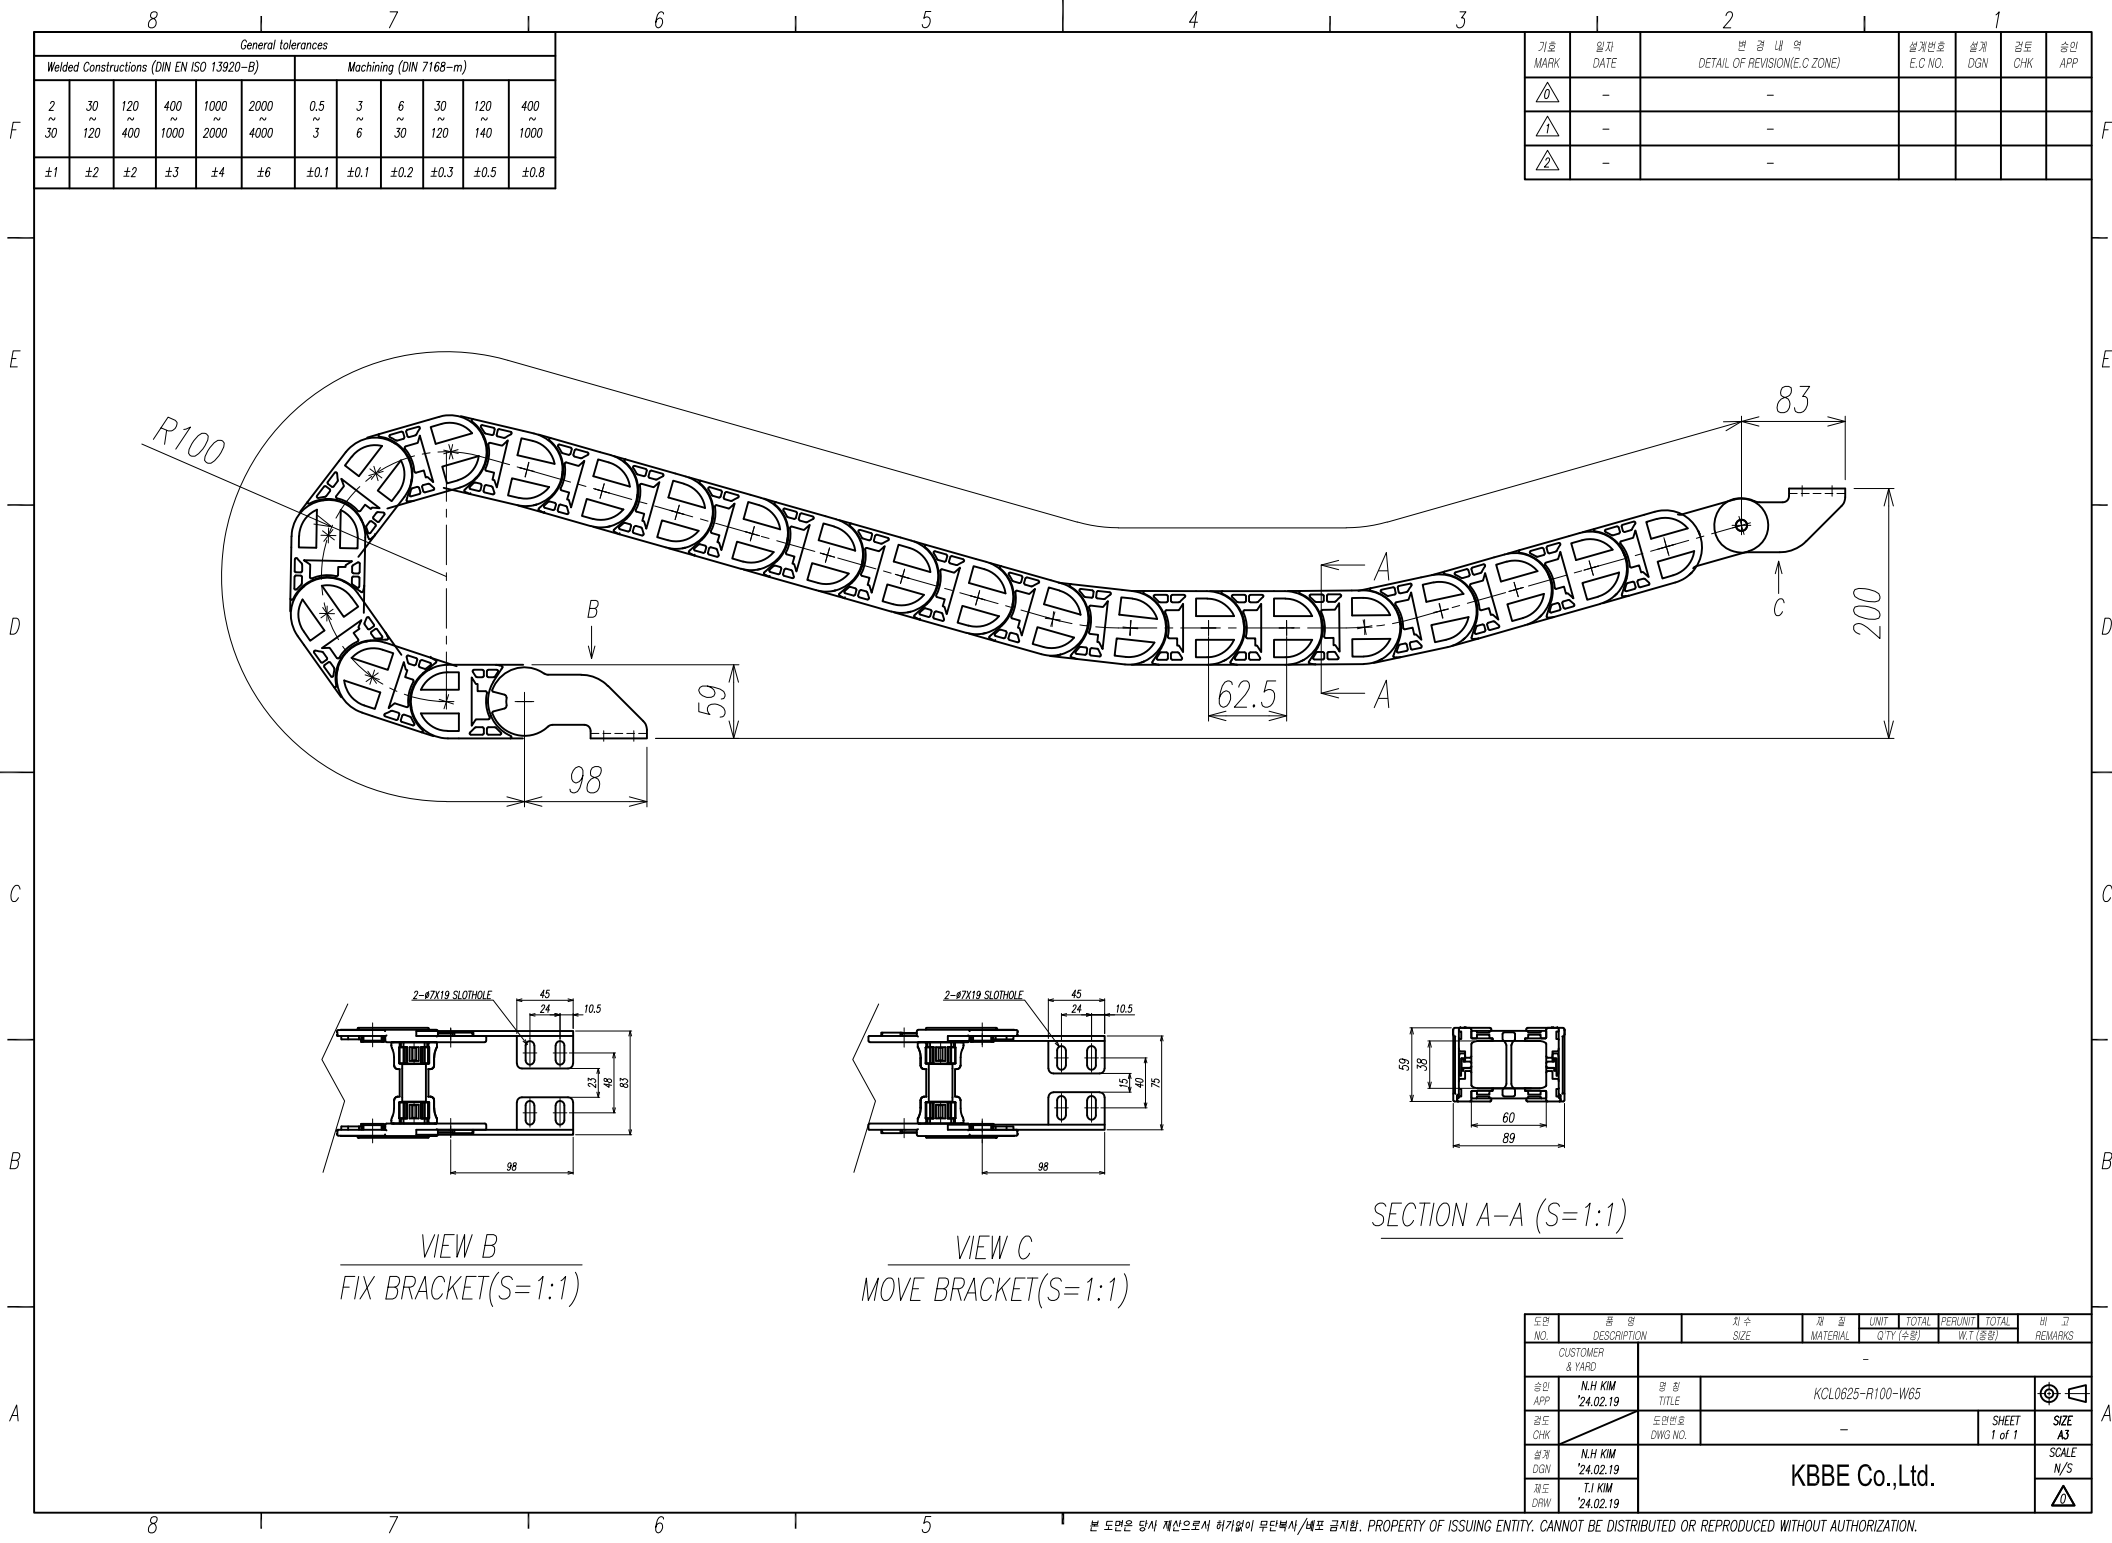 8 7 6 5 4 3 2 1
General tolerances
Welded Constructions (DIN EN ISO 13920-B) Machining (DIN 7168-m)
2 ~ 30 30 ~ 120 120 ~ 400 400 ~ 1000 1000 ~ 2000 2000 ~ 4000 0.5 ~ 3 3 ~ 6 6 ~ 30 30 ~ 120 120 ~ 140 400 ~ 1000
±1 ±2 ±2 ±3 ±4 ±6 ±0.1 ±0.1 ±0.2 ±0.3 ±0.5 ±0.8
기호 일자 변 경 내 역 설계번호 설계 검토 승인
MARK DATE DETAIL OF REVISION(E.C ZONE) E.C NO. DGN CHK APP
0 - -
1 - -
2 - -
F F
E E
D D
C C
B B
A A
R100
83
A
B
C
200
59
62.5
A
98
2-ø7X19 SLOTHOLE 45
24 10.5
23 48 83
98
VIEW B
FIX BRACKET(S=1:1)
2-ø7X19 SLOTHOLE 45
24 10.5
15 40 75
98
VIEW C
MOVE BRACKET(S=1:1)
59 38
60
89
SECTION A-A (S=1:1)
도면 품 명 치 수 재 질 UNIT TOTAL PERUNIT TOTAL 비 고
NO. DESCRIPTION SIZE MATERIAL Q'TY (수량) W.T (중량) REMARKS
CUSTOMER
& YARD -
승인 N.H KIM 명 칭
APP '24.02.19 TITLE KCL0625-R100-W65
검도 도면번호 SHEET SIZE
CHK DWG NO. - 1 of 1 A3
설계 N.H KIM SCALE
DGN '24.02.19 N/S
KBBE Co.,Ltd.
제도 T.I KIM
DRW '24.02.19 0
8 7 6 5
본 도면은 당사 재산으로서 허가없이 무단복사/배포 금지함. PROPERTY OF ISSUING ENTITY. CANNOT BE DISTRIBUTED OR REPRODUCED WITHOUT AUTHORIZATION.